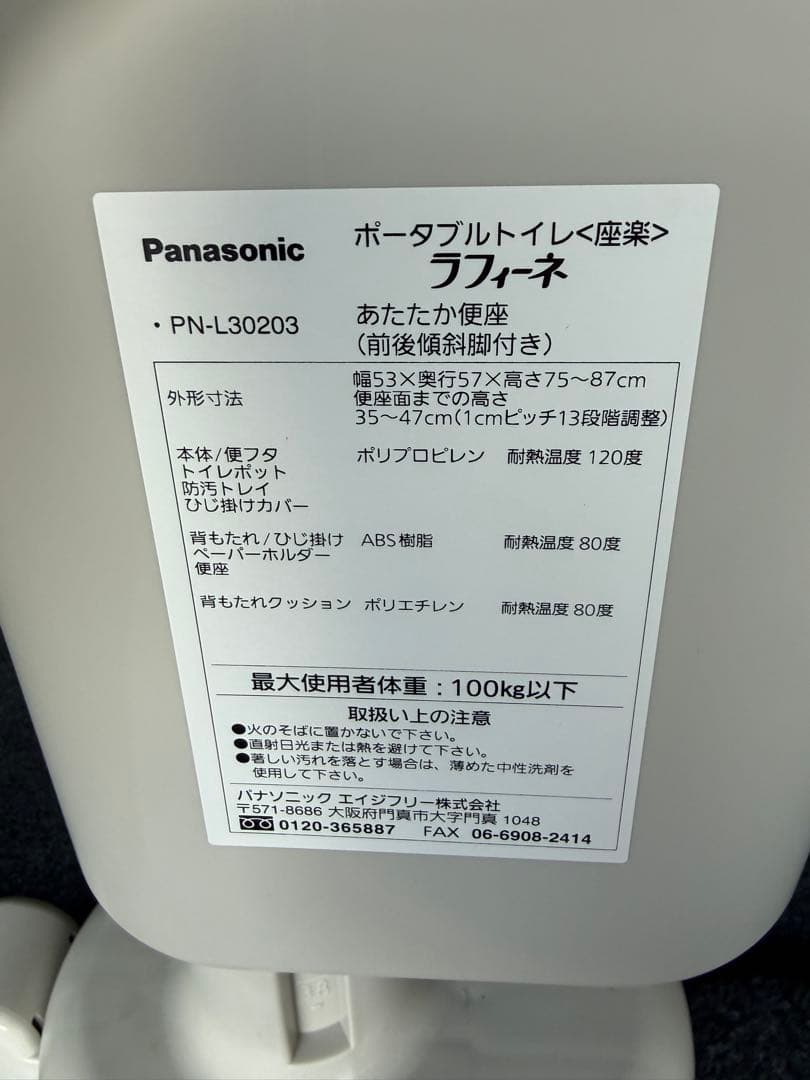 Panasonic
ポータブルトイレ<座楽>
ラフィーネ
・PN-L30203
あたたか便座
(前後傾斜脚付き)
外形寸法
幅53×奥行57×高さ75～87cm
便座面までの高さ
35～47cm(1cmピッチ13段階調整)
本体/便フタ ポリプロピレン 耐熱温度 120度
トイレポット
防汚トレイ
ひじ掛けカバー
背もたれ/ひじ掛け ABS樹脂 耐熱温度 80度
ペーパーホルダー
便座
背もたれクッション ポリエチレン 耐熱温度 80度
最大使用者体重:100kg以下
取扱い上の注意
●火のそばに置かないで下さい。
●直射日光または熱を避けて下さい。
●著しい汚れを落とす場合は、薄めた中性洗剤を
使用して下さい。
パナソニック エイジフリー株式会社
〒571-8686 大阪府門真市大字門真 1048
0120-365887 FAX 06-6908-2414